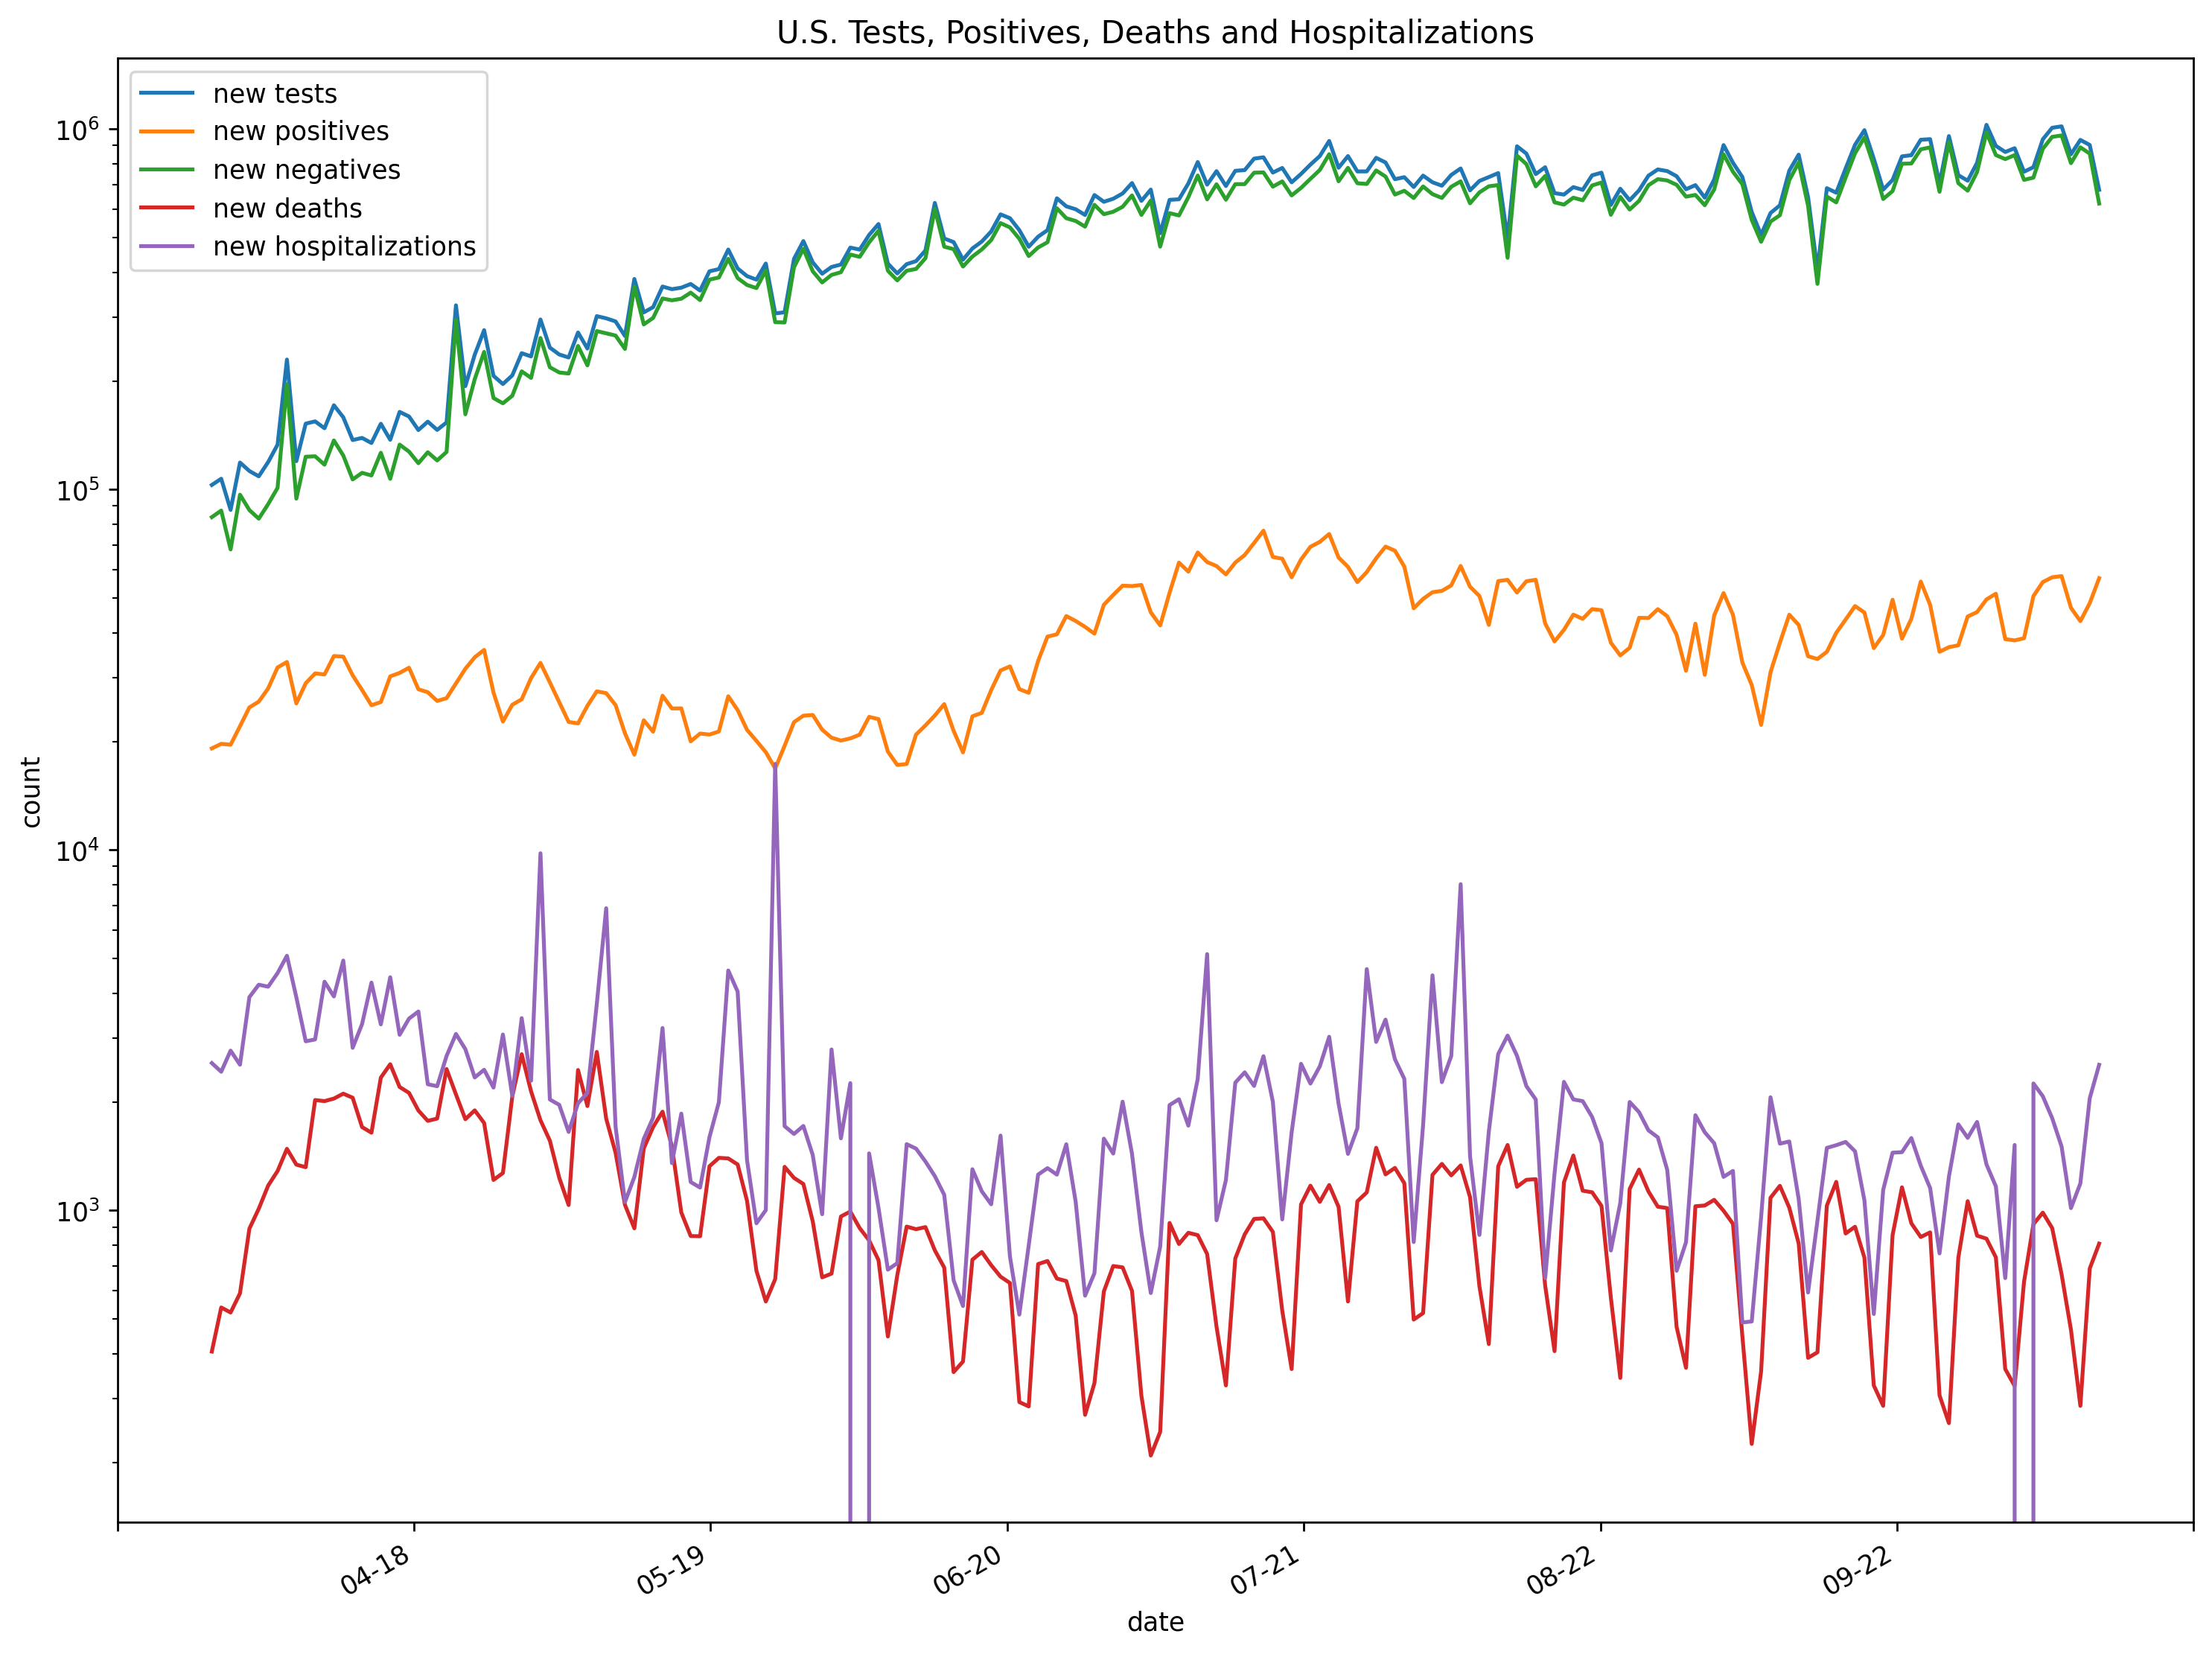 U.S. Tests, Positives, Deaths and Hospitalizations
new tests
new positives
new negatives
new deaths
new hospitalizations
10^6
10^5
10^4
10^3
count
04-18
05-19
06-20
07-21
08-22
09-22
date